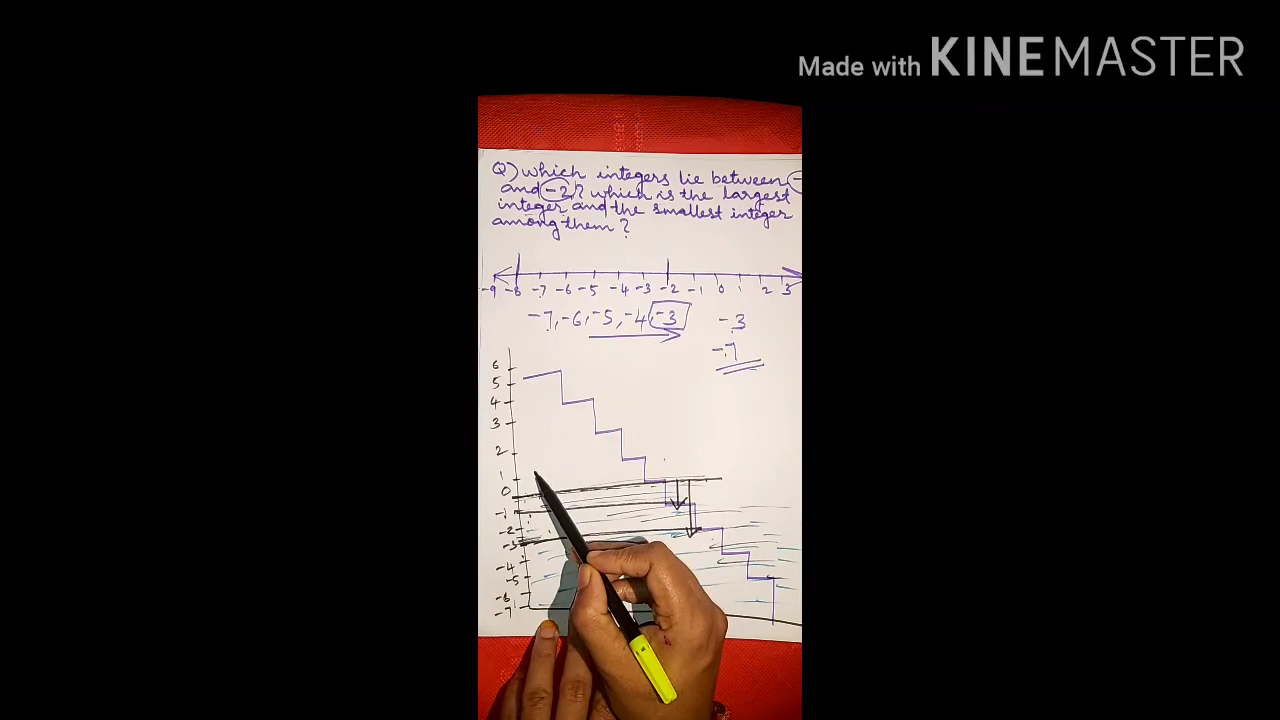 Made with KINEMASTER
Q) which integers lie between -
and -2? which is the largest
integer and the smallest integer
among them?
-9 -8 -7 -6 -5 -4 -3 -2 -1 0 1 2 3
-7, -6, -5, -4, -3
-3
-7
6
5
4
3
2
1
0
-1
-2
-3
-4
-5
-6
-7